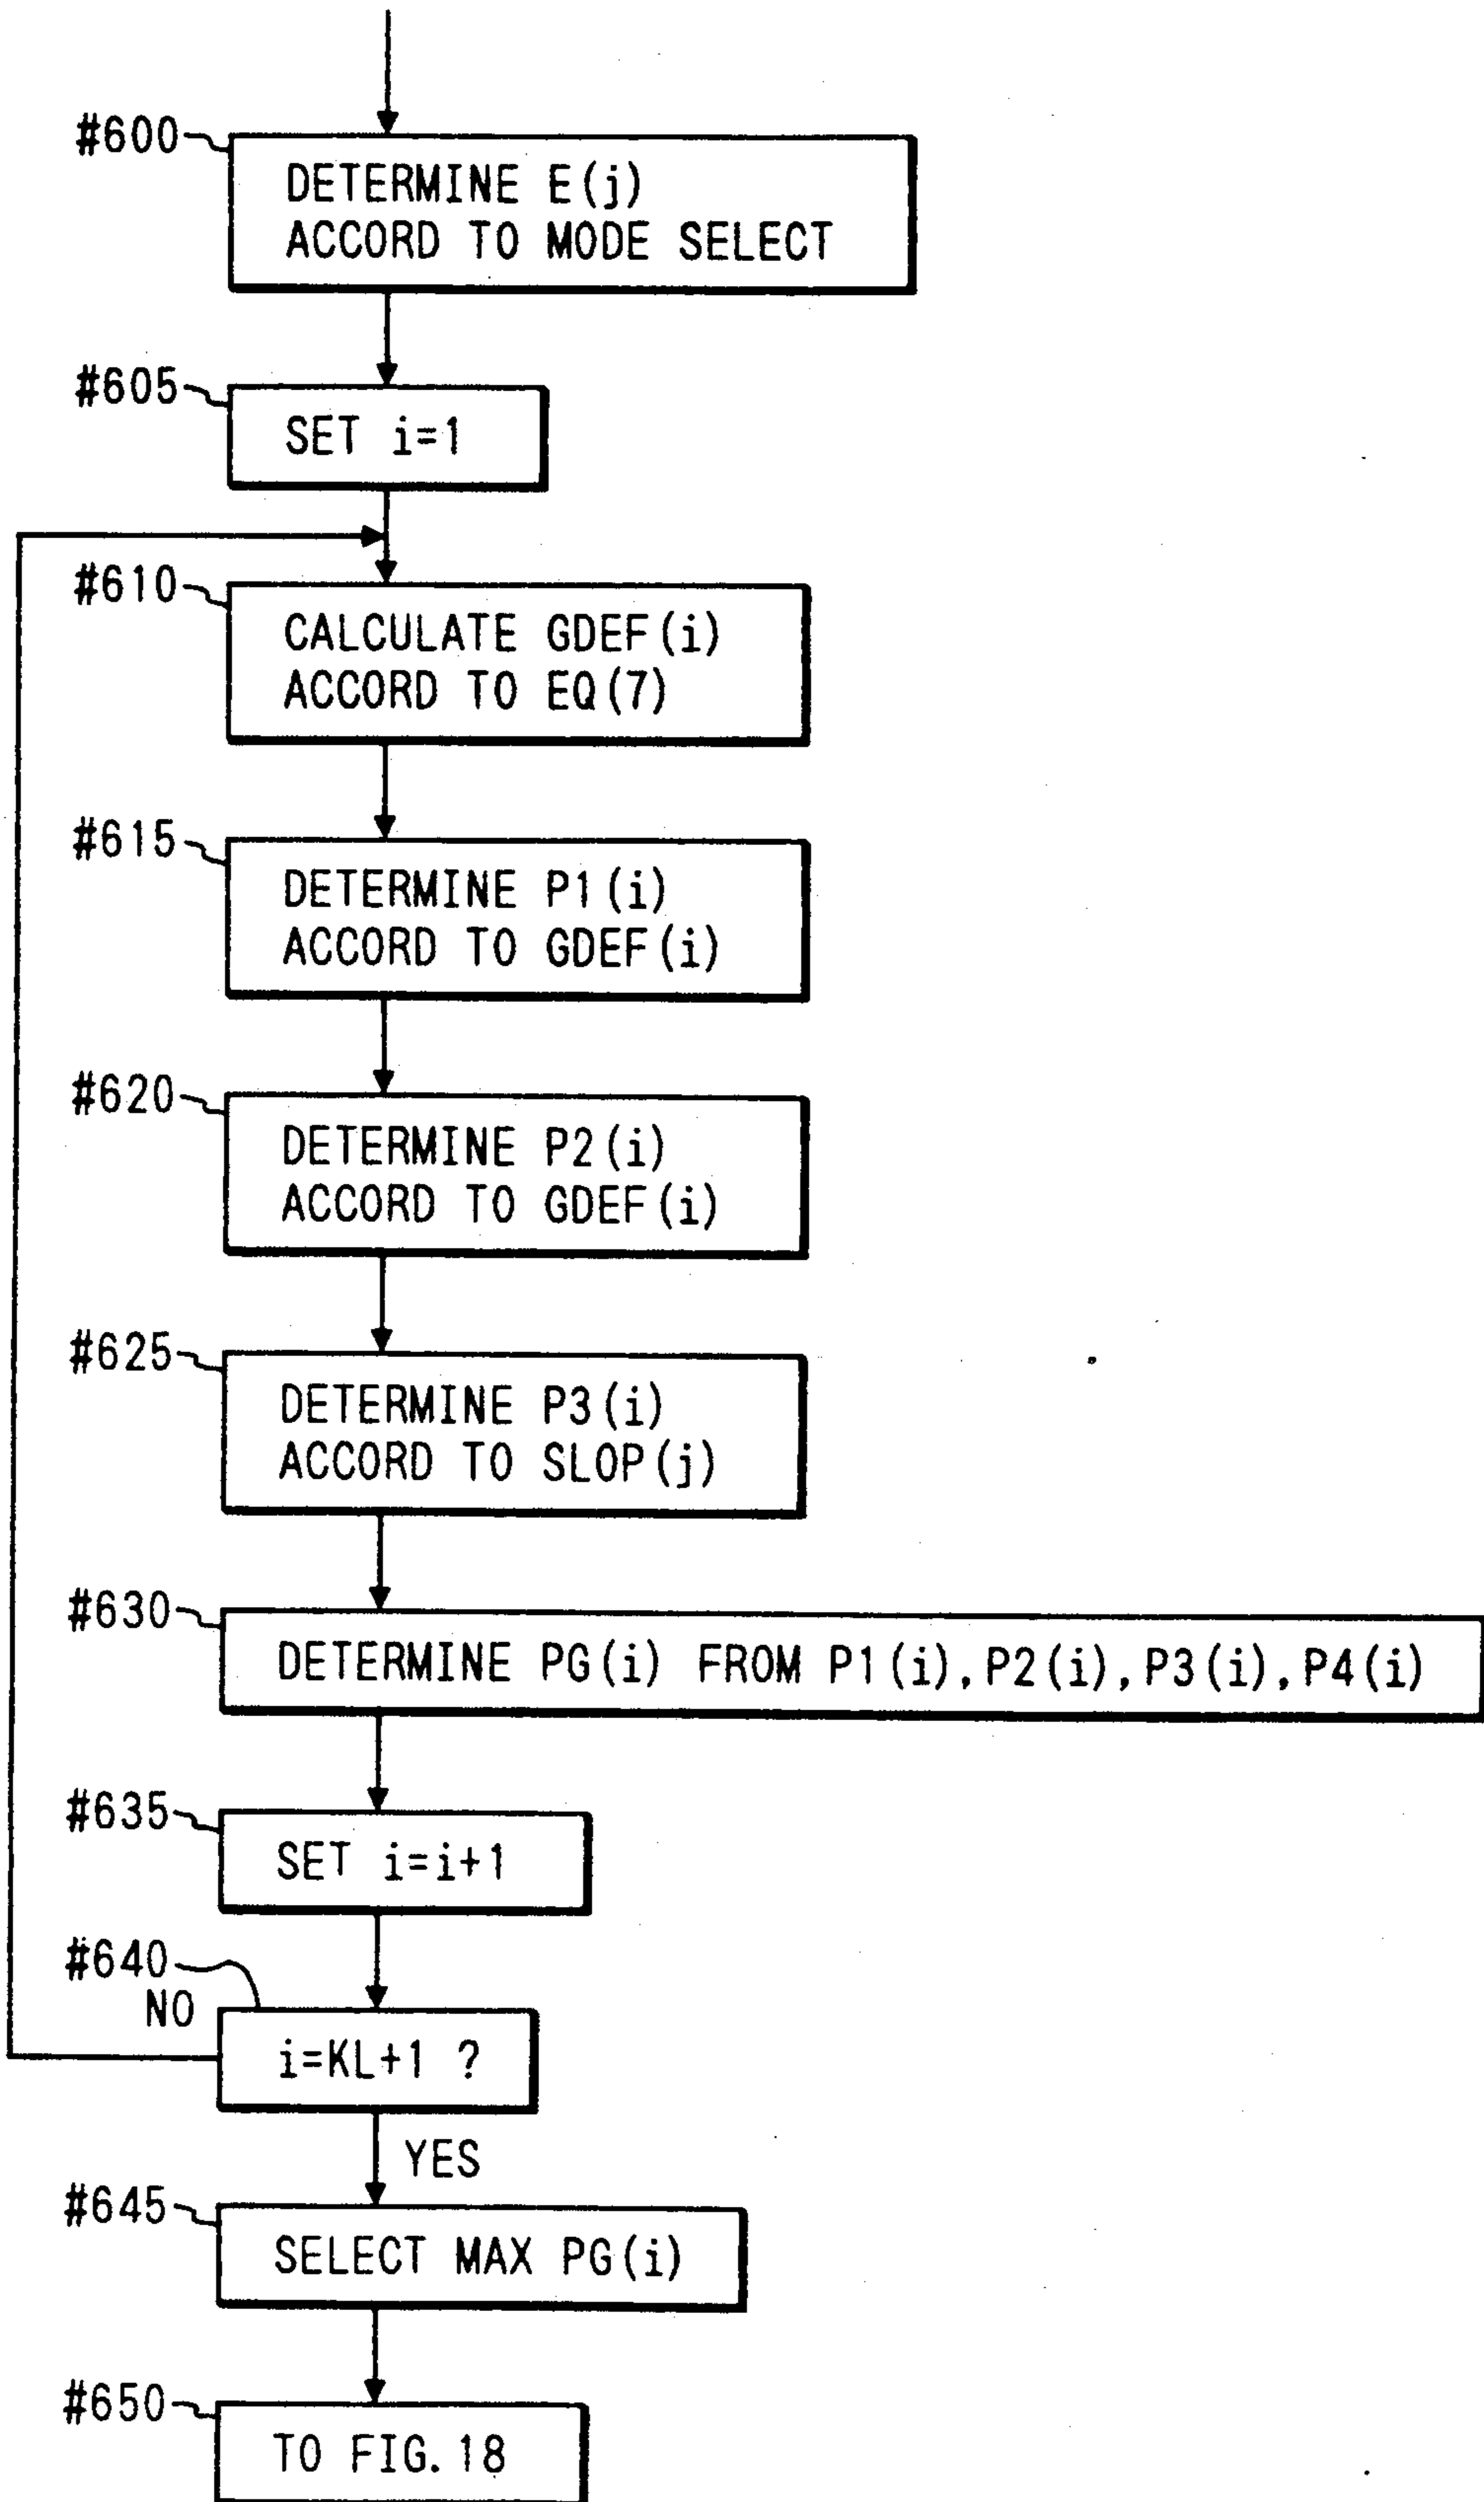 #600
DETERMINE E(j)
ACCORD TO MODE SELECT
#605
SET i=1
#610
CALCULATE GDEF(i)
ACCORD TO EQ(7)
#615
DETERMINE P1(i)
ACCORD TO GDEF(i)
#620
DETERMINE P2(i)
ACCORD TO GDEF(i)
#625
DETERMINE P3(i)
ACCORD TO SLOP(j)
#630
DETERMINE PG(i) FROM P1(i),P2(i),P3(i),P4(i)
#635
SET i=i+1
#640
NO
i=KL+1 ?
YES
#645
SELECT MAX PG(i)
#650
TO FIG.18